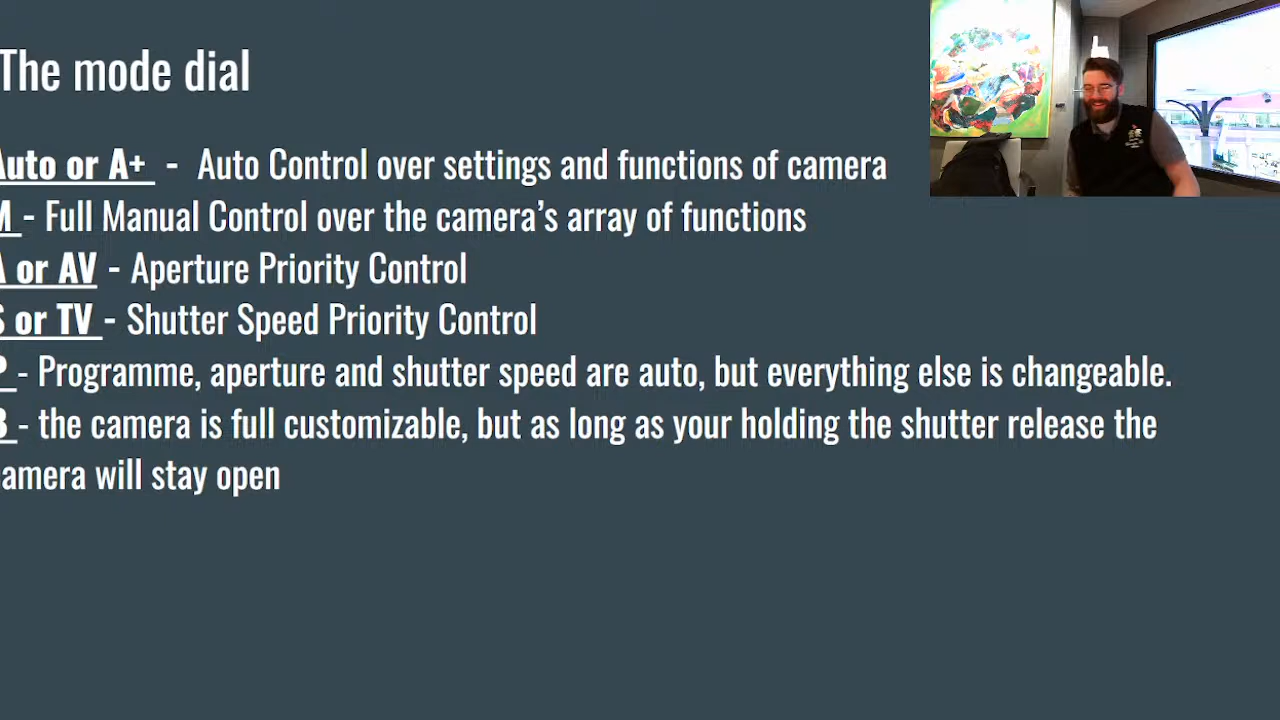 The mode dial
Auto or A+ - Auto Control over settings and functions of camera
M - Full Manual Control over the camera's array of functions
A or AV - Aperture Priority Control
S or TV - Shutter Speed Priority Control
P - Programme, aperture and shutter speed are auto, but everything else is changeable.
B - the camera is full customizable, but as long as your holding the shutter release the
camera will stay open